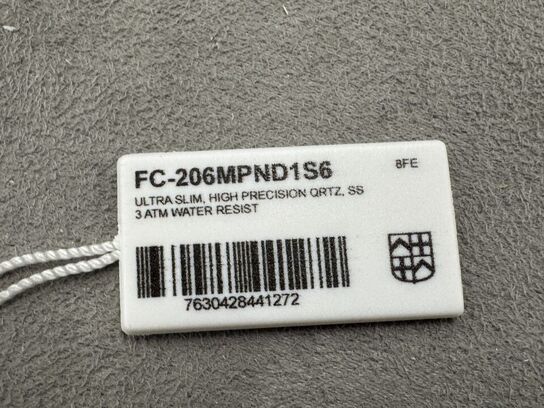 FC-206MPND1S6
8FE
ULTRA SLIM, HIGH PRECISION QRTZ, SS
3 ATM WATER RESIST
7630428441272